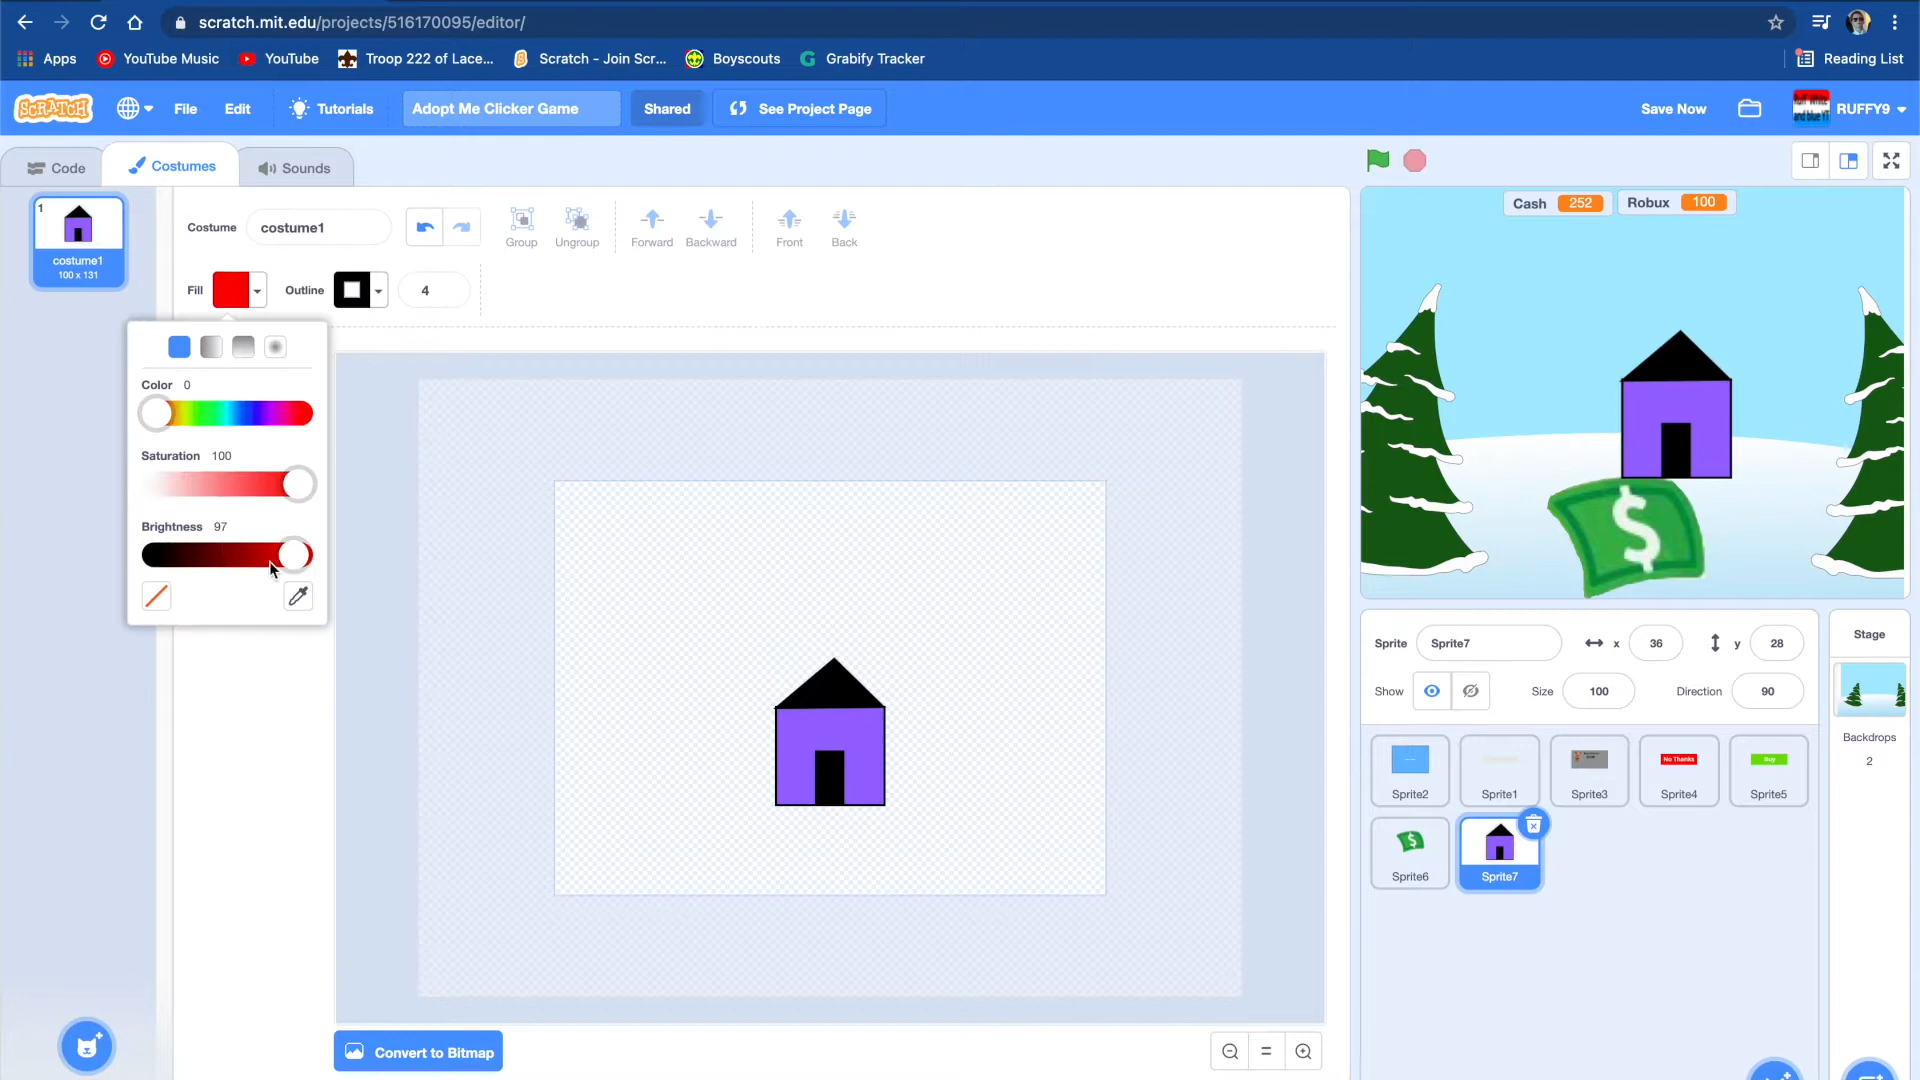 scratch.mit.edu/projects/516170095/editor/
Apps YouTube Music YouTube Troop 222 of Lace... Scratch - Join Scr... Boyscouts Grabify Tracker Reading List
SCRATCH File Edit Tutorials Adopt Me Clicker Game Shared See Project Page Save Now RUFFY9
Code Costumes Sounds
1
costume1
100 x 131
Costume costume1 Group Ungroup Forward Backward Front Back
Fill Outline 4
Color 0
Saturation 100
Brightness 97
Convert to Bitmap
Cash 252 Robux 100
$
Sprite Sprite7 x 36 y 28
Show Size 100 Direction 90
Stage
Backdrops
2
No Thanks
Buy
Sprite2 Sprite1 Sprite3 Sprite4 Sprite5
Sprite6 Sprite7